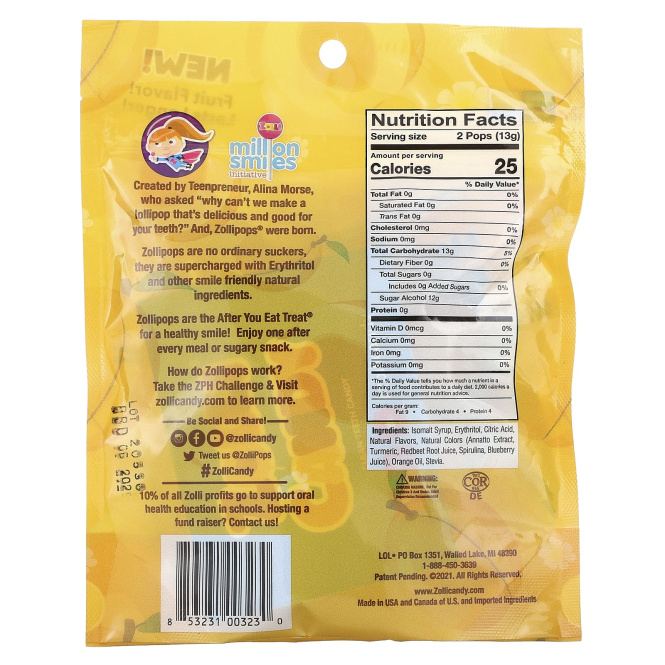 NEW!
Fruit Flavor!
ZOLLI
million
smiles
initiative
Created by Teenpreneur, Alina Morse,
who asked "why can't we make a
lollipop that's delicious and good for
your teeth?" And, Zollipops® were born.
Zollipops are no ordinary suckers,
they are supercharged with Erythritol
and other smile friendly natural
ingredients.
Zollipops are the After You Eat Treat®
for a healthy smile! Enjoy one after
every meal or sugary snack.
How do Zollipops work?
Take the ZPH Challenge & Visit
zollicandy.com to learn more.
Be Social and Share!
@zollicandy
Tweet us @ZolliPops
#ZolliCandy
10% of all Zolli profits go to support oral
health education in schools. Hosting a
fund raiser? Contact us!
8 53231 00323 0
Nutrition Facts
Serving size 2 Pops (13g)
Amount per serving
Calories 25
% Daily Value*
Total Fat 0g 0%
Saturated Fat 0g 0%
Trans Fat 0g
Cholesterol 0mg 0%
Sodium 0mg 0%
Total Carbohydrate 13g 5%
Dietary Fiber 0g 0%
Total Sugars 0g
Includes 0g Added Sugars 0%
Sugar Alcohol 12g
Protein 0g
Vitamin D 0mcg 0%
Calcium 0mg 0%
Iron 0mg 0%
Potassium 0mg 0%
*The % Daily Value tells you how much a nutrient in a
serving of food contributes to a daily diet. 2,000 calories a
day is used for general nutrition advice.
Calories per gram:
Fat 9 • Carbohydrate 4 • Protein 4
Ingredients: Isomalt Syrup, Erythritol, Citric Acid,
Natural Flavors, Natural Colors (Annatto Extract,
Turmeric, Redbeet Root Juice, Spirulina, Blueberry
Juice), Orange Oil, Stevia.
WARNING:
COR
DE
LOL• PO Box 1351, Walled Lake, MI 48390
1-888-450-3639
Patent Pending. ©2021. All Rights Reserved.
www.Zollicandy.com
Made in USA and Canada of U.S. and Imported Ingredients